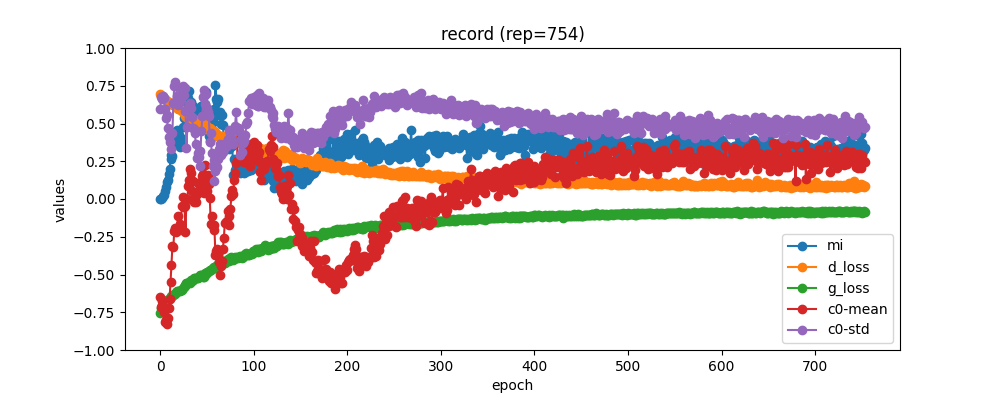 record (rep=754)
1.00
0.75
0.50
0.25
0.00
−0.25
−0.50
−0.75
−1.00
values
0 100 200 300 400 500 600 700
epoch
mi
d_loss
g_loss
c0-mean
c0-std